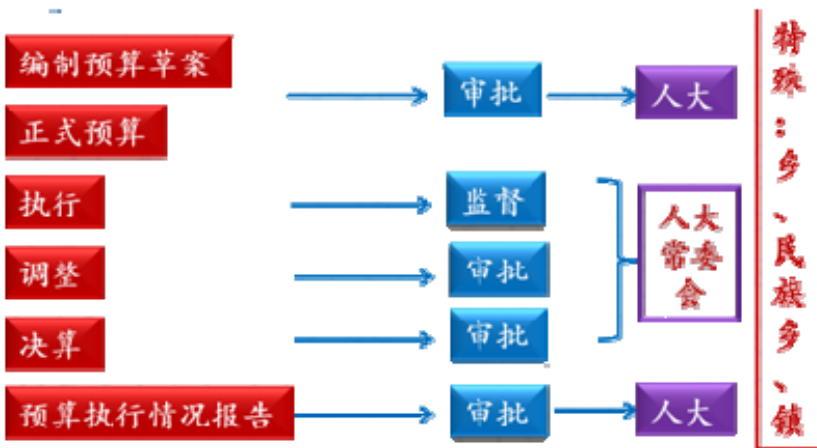 编制预算草案
审批
人大
正式预算
执行
监督
调整
审批
人大
常委
会
决算
审批
预算执行情况报告
审批
人大
特殊：乡、民族乡、镇